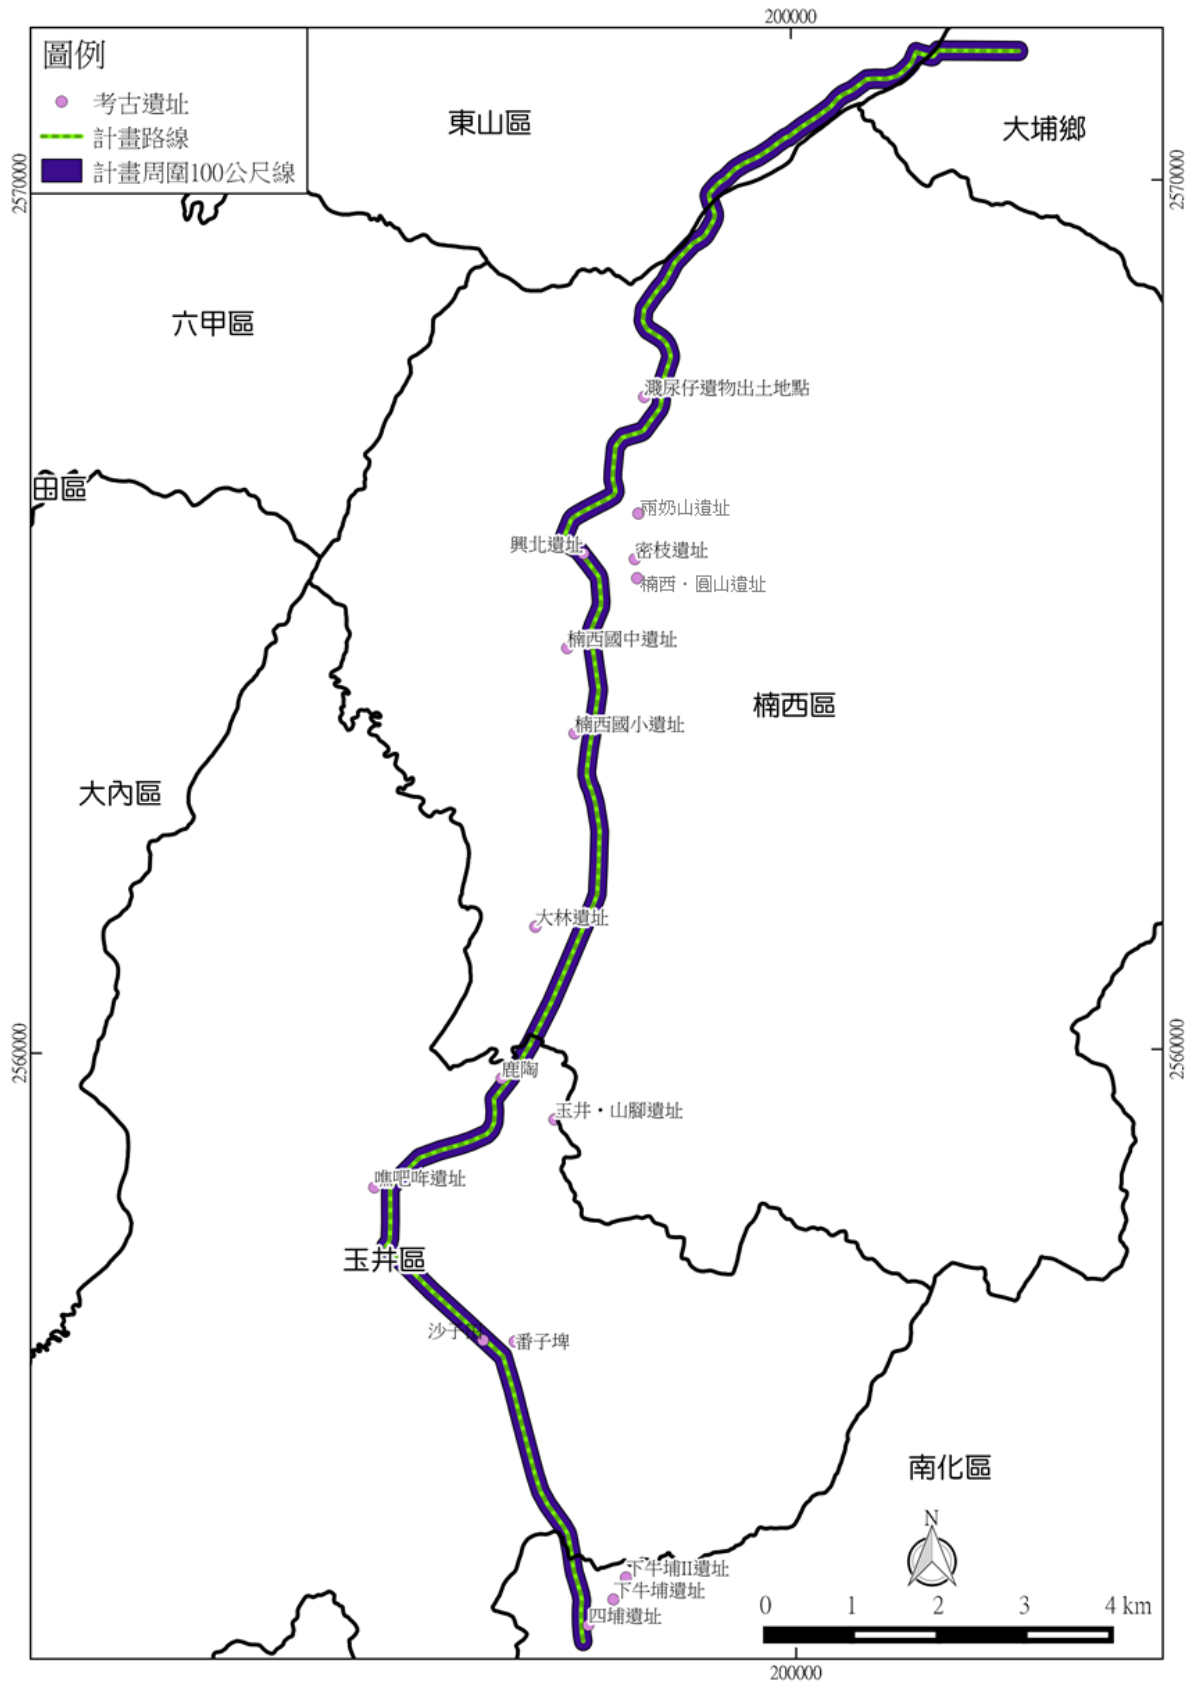 200000
圖例
考古遺址
計畫路線
計畫周圍100公尺線
東山區
大埔鄉
2570000
2570000
六甲區
濺尿仔遺物出土地點
田區
兩奶山遺址
興北遺址
密枝遺址
楠西・圓山遺址
楠西國中遺址
楠西區
楠西國小遺址
大內區
大林遺址
2560000
2560000
鹿陶
玉井・山腳遺址
噍吧哖遺址
玉井區
沙子
番子埤
南化區
N
下牛埔II遺址
下牛埔遺址
四埔遺址
0 1 2 3 4 km
200000